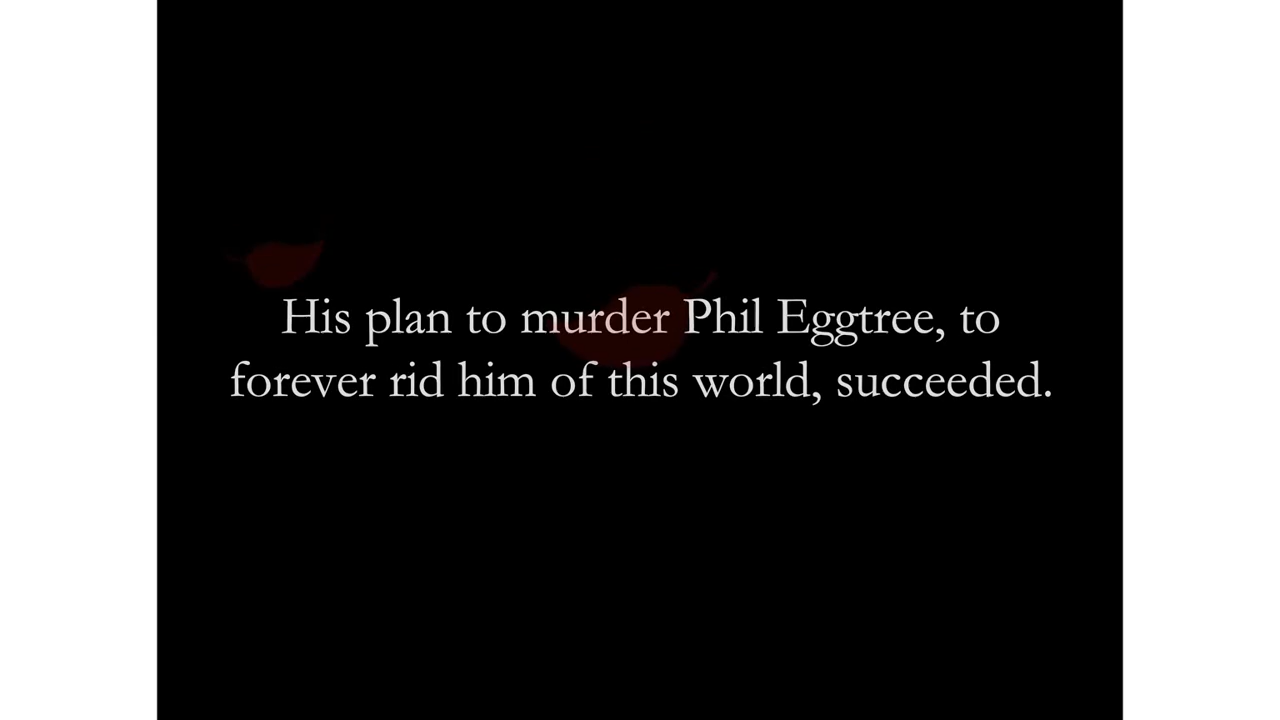 His plan to murder Phil Eggtree, to
forever rid him of this world, succeeded.